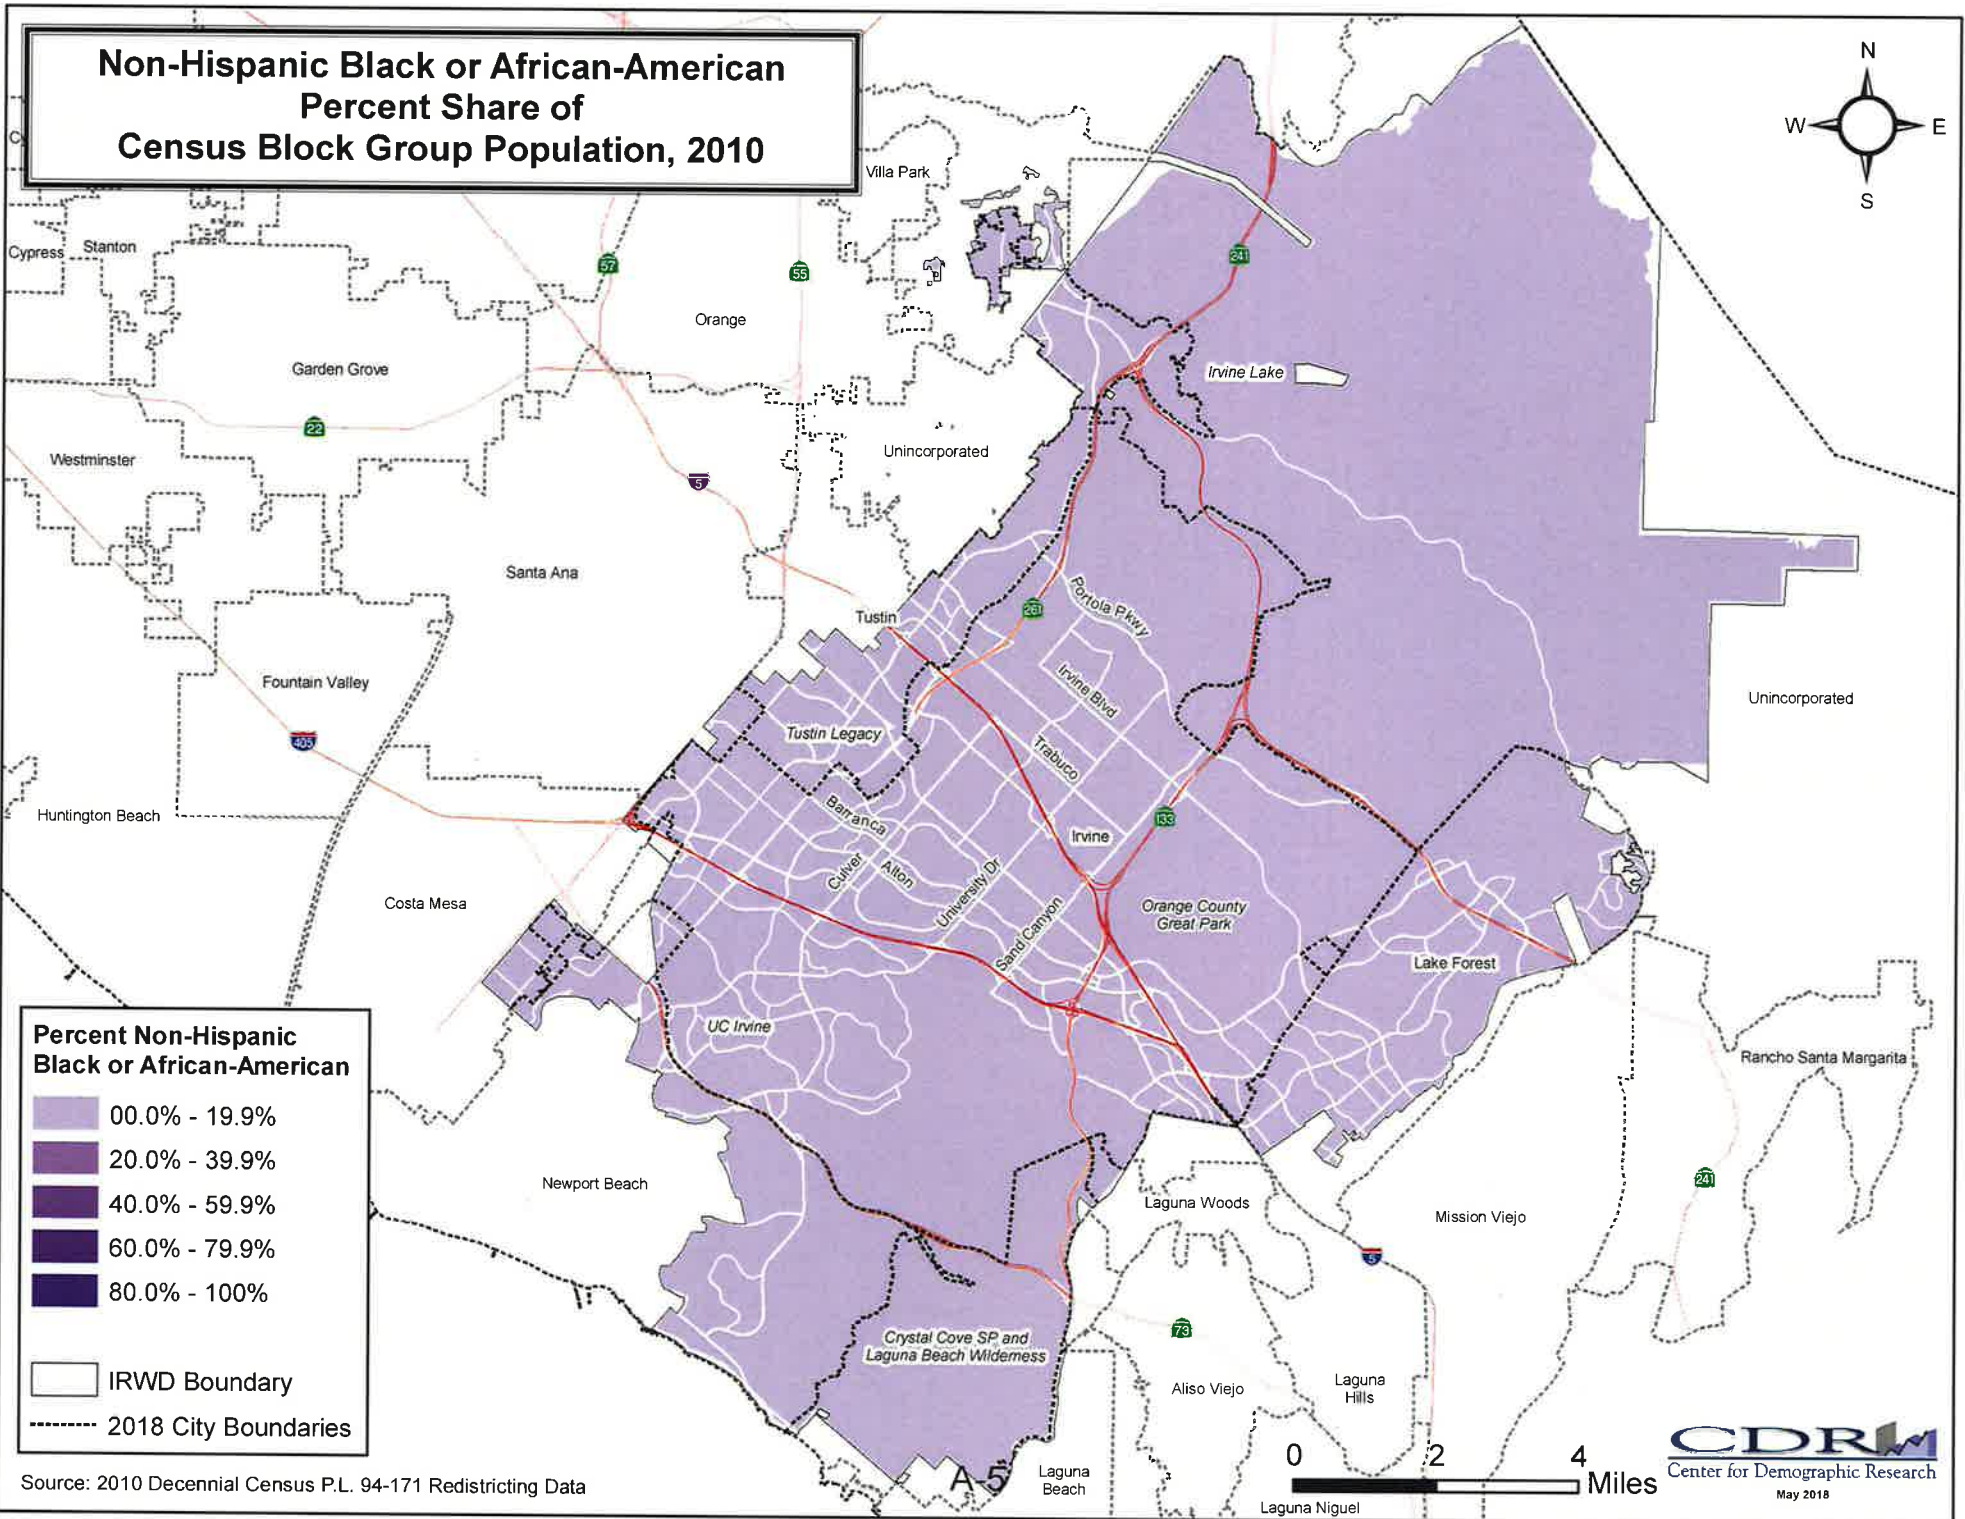 Non-Hispanic Black or African-American
Percent Share of
Census Block Group Population, 2010
N
W
E
S
Villa Park
Cypress
Stanton
57
55
241
Orange
Garden Grove
Irvine Lake
22
Westminster
Unincorporated
5
Santa Ana
261
Portola Pkwy
Tustin
Fountain Valley
Irvine Blvd
Unincorporated
Tustin Legacy
405
Trabuco
Huntington Beach
Barranca
133
Irvine
Culver
Alton
University Dr
Costa Mesa
Orange County
Great Park
Sand Canyon
Lake Forest
UC Irvine
Rancho Santa Margarita
Newport Beach
Laguna Woods
Mission Viejo
241
5
73
Crystal Cove SP and
Laguna Beach Wilderness
Aliso Viejo
Laguna
Hills
Laguna
Beach
Laguna Niguel
Percent Non-Hispanic
Black or African-American
00.0% - 19.9%
20.0% - 39.9%
40.0% - 59.9%
60.0% - 79.9%
80.0% - 100%
IRWD Boundary
2018 City Boundaries
Source: 2010 Decennial Census P.L. 94-171 Redistricting Data
A-5
0 2 4
Miles
CDR
Center for Demographic Research
May 2018